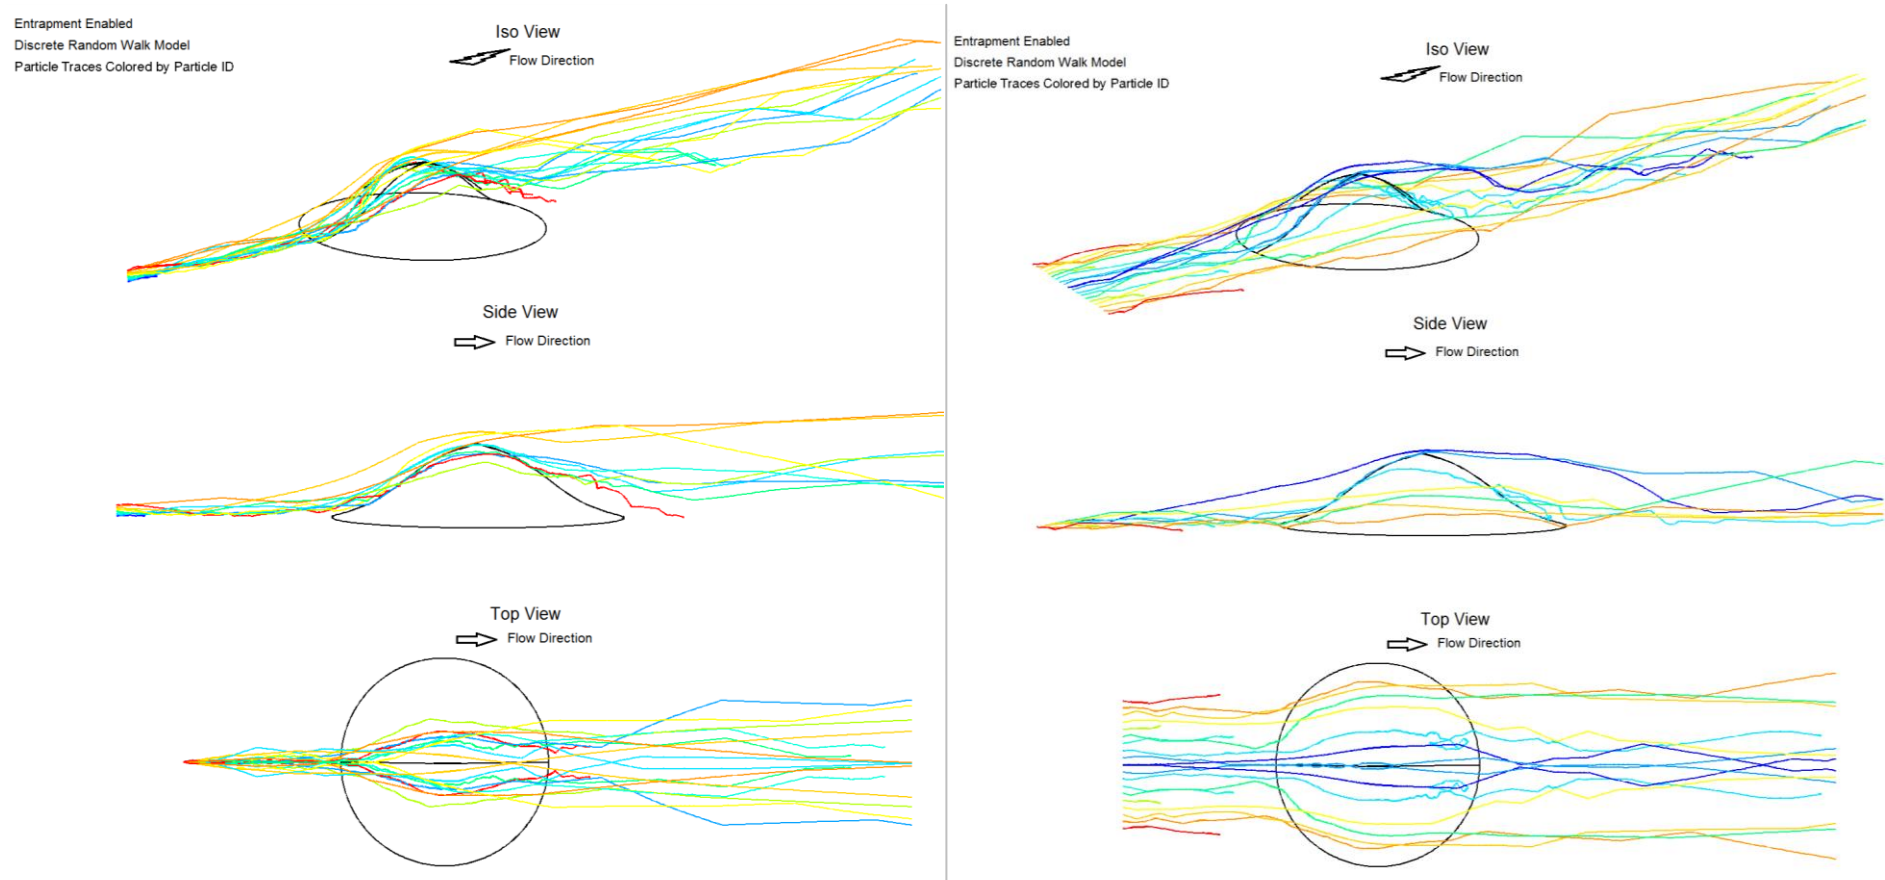 Entrapment Enabled
Discrete Random Walk Model
Particle Traces Colored by Particle ID
Iso View
Flow Direction
Side View
Flow Direction
Top View
Flow Direction
Entrapment Enabled
Discrete Random Walk Model
Particle Traces Colored by Particle ID
Iso View
Flow Direction
Side View
Flow Direction
Top View
Flow Direction